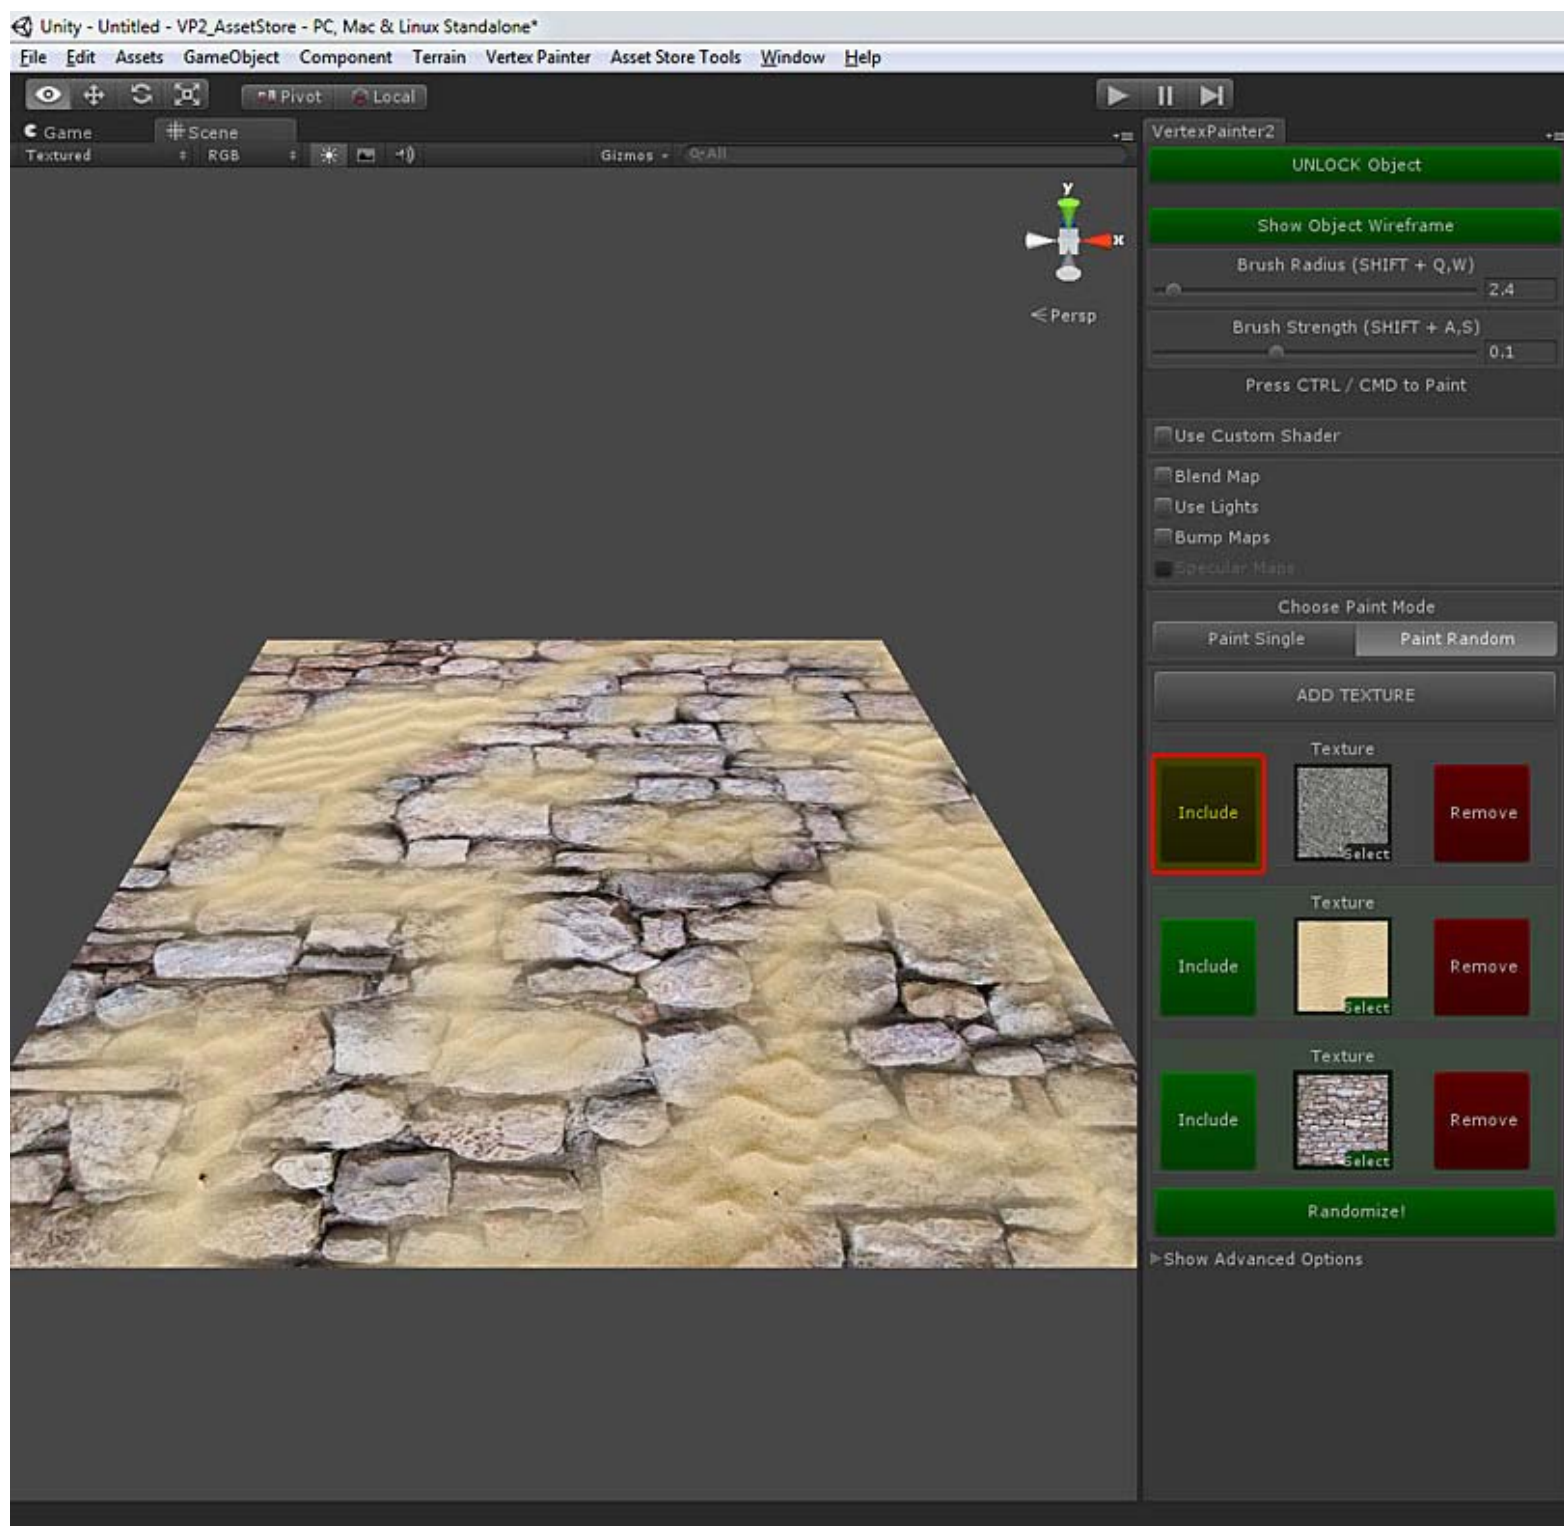 Unity - Untitled - VP2_AssetStore - PC, Mac & Linux Standalone*
File Edit Assets GameObject Component Terrain Vertex Painter Asset Store Tools Window Help
Pivot Local
Game Scene
Textured RGB Gizmos All
y
x
Persp
VertexPainter2
UNLOCK Object
Show Object Wireframe
Brush Radius (SHIFT + Q,W)
2.4
Brush Strength (SHIFT + A,S)
0.1
Press CTRL / CMD to Paint
Use Custom Shader
Blend Map
Use Lights
Bump Maps
Specular Maps
Choose Paint Mode
Paint Single Paint Random
ADD TEXTURE
Texture
Include Select Remove
Texture
Include Select Remove
Texture
Include Select Remove
Randomize!
Show Advanced Options